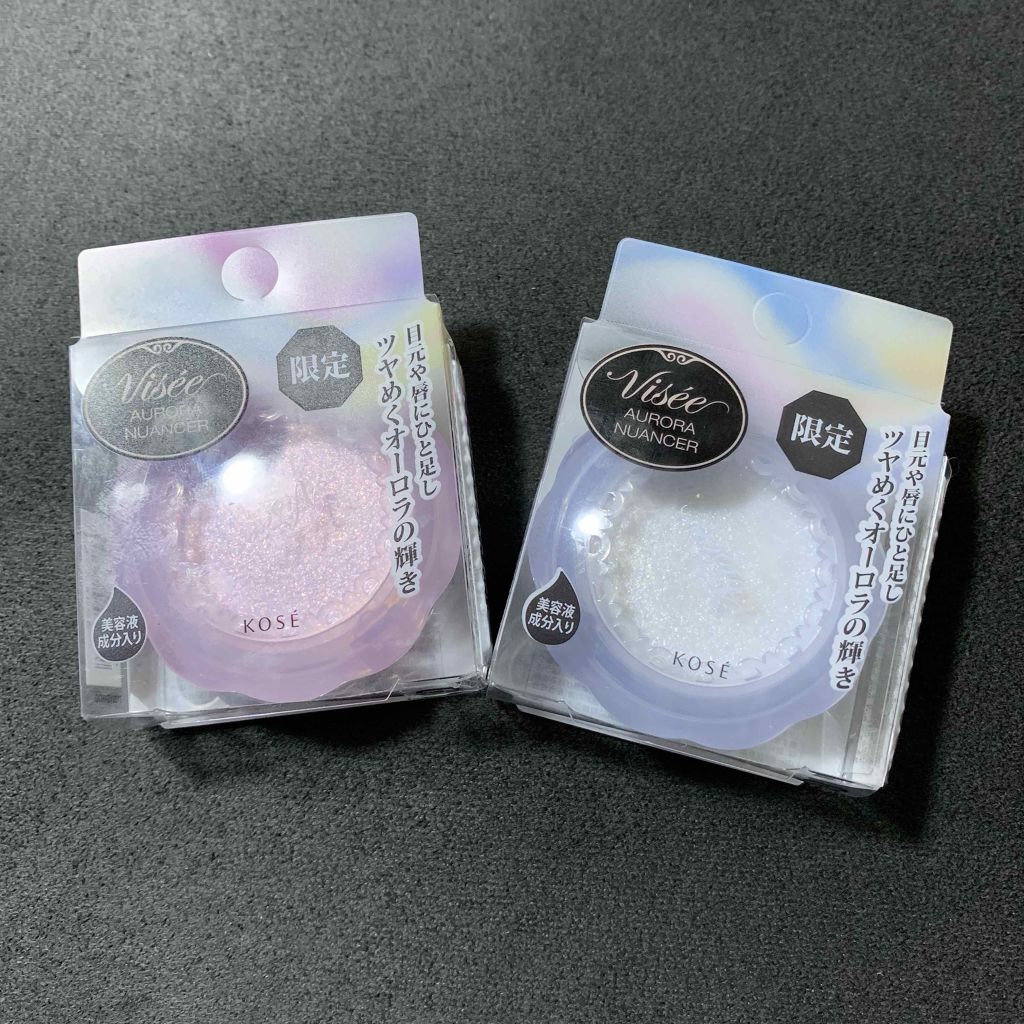 Visée
AURORA
NUANCER
限定
目元や唇にひと足し
ツヤめくオーロラの輝き
美容液
成分入り
KOSÉ
Visée
AURORA
NUANCER
限定
目元や唇にひと足し
ツヤめくオーロラの輝き
美容液
成分入り
KOSÉ